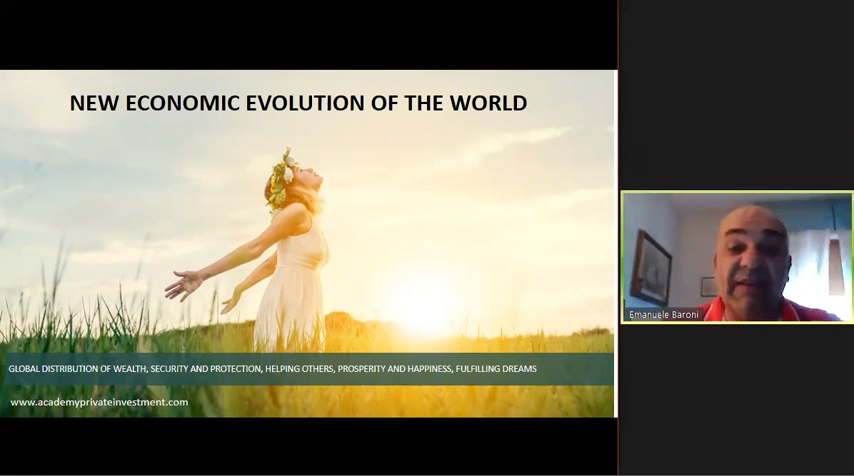 NEW ECONOMIC EVOLUTION OF THE WORLD
GLOBAL DISTRIBUTION OF WEALTH, SECURITY AND PROTECTION, HELPING OTHERS, PROSPERITY AND HAPPINESS, FULFILLING DREAMS
www.academyprivateinvestment.com
Emanuele Baroni